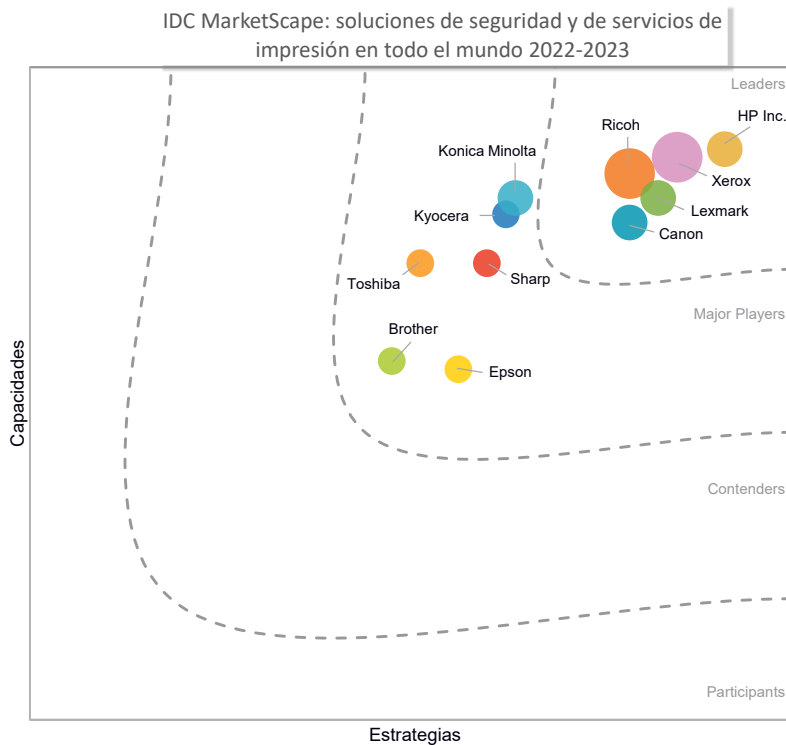 IDC MarketScape: soluciones de seguridad y de servicios de
impresión en todo el mundo 2022-2023
Leaders
HP Inc.
Ricoh
Konica Minolta
Xerox
Lexmark
Kyocera
Canon
Toshiba
Sharp
Major Players
Brother
Epson
Capacidades
Contenders
Participants
Estrategias